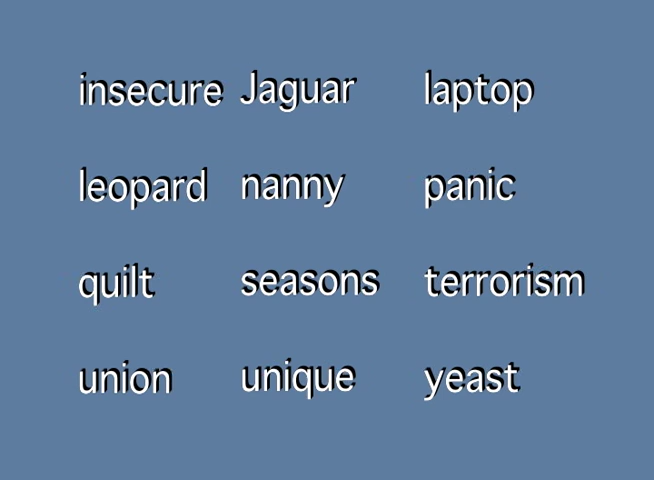 insecure Jaguar laptop
leopard nanny panic
quilt seasons terrorism
union unique yeast